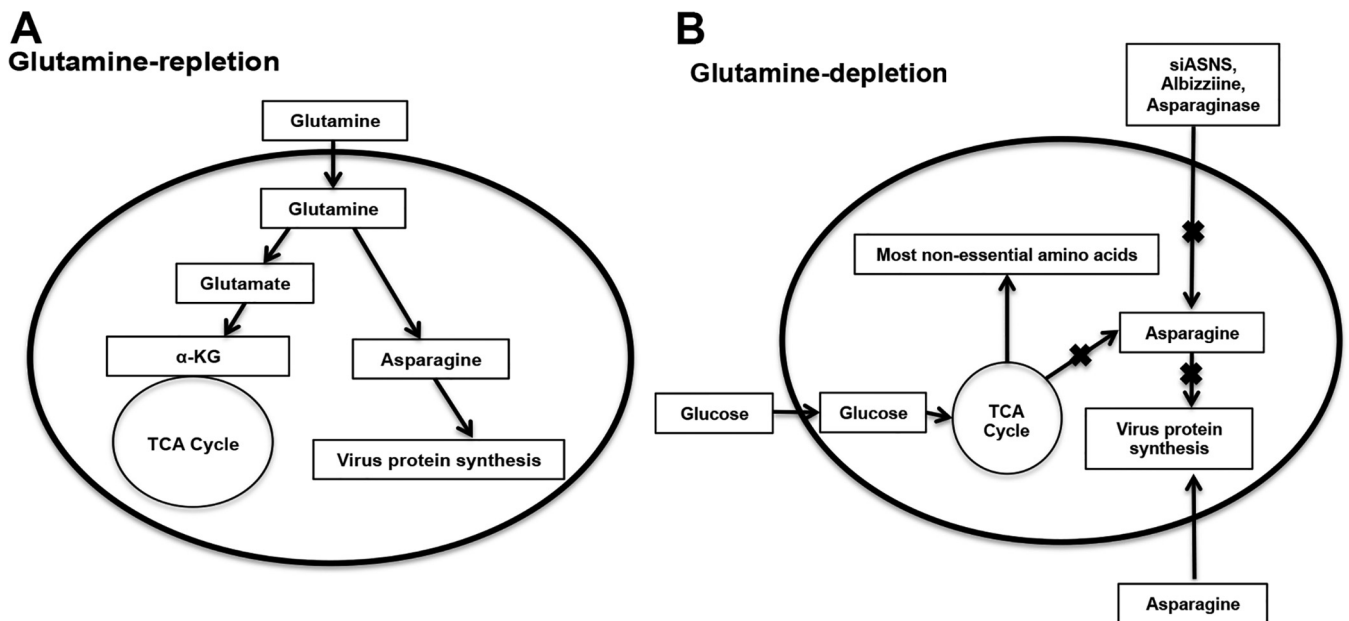 A
Glutamine-repletion
Glutamine
Glutamine
Glutamate
α-KG
TCA Cycle
Asparagine
Virus protein synthesis
B
Glutamine-depletion
siASNS,
Albizziine,
Asparaginase
Most non-essential amino acids
Asparagine
Glucose
Glucose
TCA
Cycle
Virus protein
synthesis
Asparagine